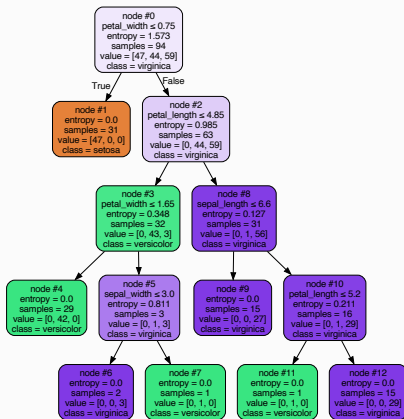 node #0
petal_width ≤ 0.75
entropy = 1.573
samples = 94
value = [47, 44, 59]
class = virginica
True
False
node #1
entropy = 0.0
samples = 31
value = [47, 0, 0]
class = setosa
node #2
petal_length ≤ 4.85
entropy = 0.985
samples = 63
value = [0, 44, 59]
class = virginica
node #3
petal_width ≤ 1.65
entropy = 0.348
samples = 32
value = [0, 43, 3]
class = versicolor
node #8
sepal_length ≤ 6.6
entropy = 0.127
samples = 31
value = [0, 1, 56]
class = virginica
node #4
entropy = 0.0
samples = 29
value = [0, 42, 0]
class = versicolor
node #5
sepal_width ≤ 3.0
entropy = 0.811
samples = 3
value = [0, 1, 3]
class = virginica
node #9
entropy = 0.0
samples = 15
value = [0, 0, 27]
class = virginica
node #10
petal_length ≤ 5.2
entropy = 0.211
samples = 16
value = [0, 1, 29]
class = virginica
node #6
entropy = 0.0
samples = 2
value = [0, 0, 3]
class = virginica
node #7
entropy = 0.0
samples = 1
value = [0, 1, 0]
class = versicolor
node #11
entropy = 0.0
samples = 1
value = [0, 1, 0]
class = versicolor
node #12
entropy = 0.0
samples = 15
value = [0, 0, 29]
class = virginica